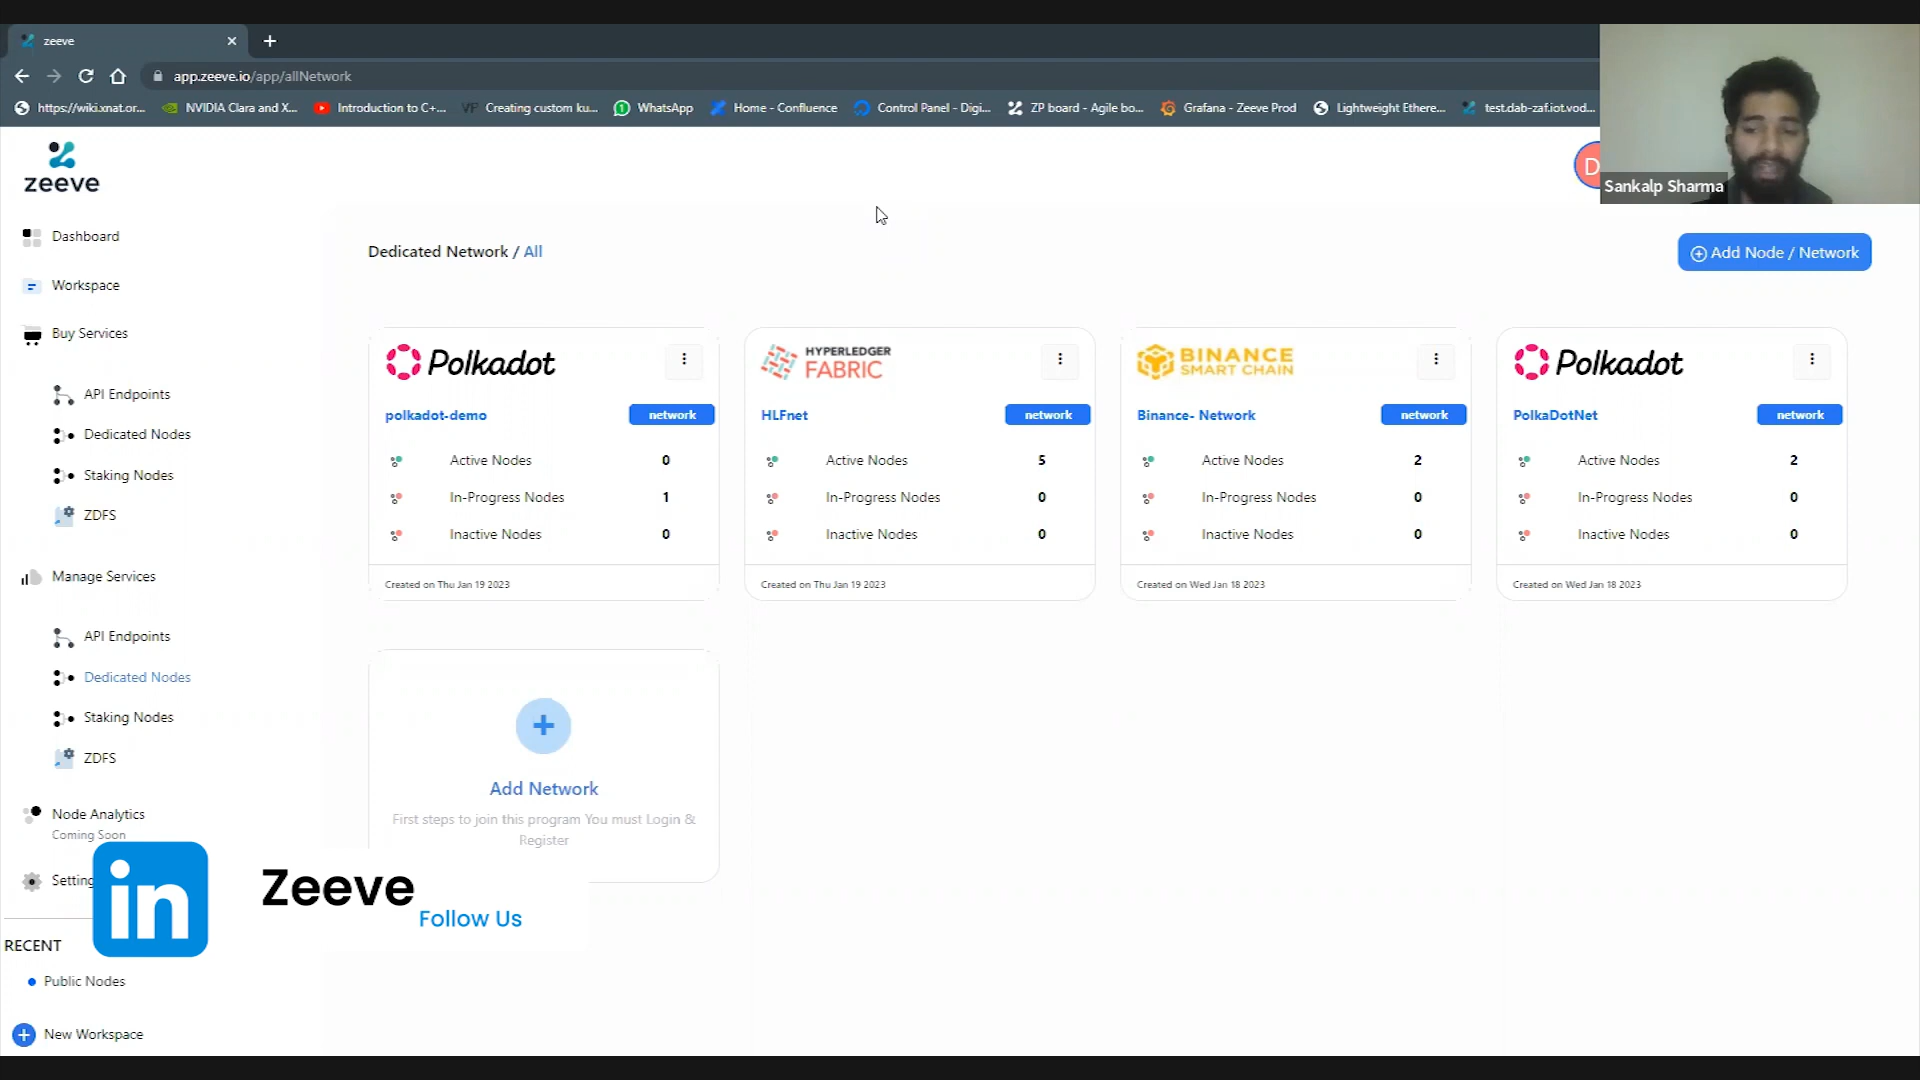 zeeve
app.zeeve.io/app/allNetwork
https://wiki.xnat.or...
NVIDIA Clara and X...
Introduction to C+...
VF Creating custom ku...
WhatsApp
Home - Confluence
Control Panel - Digi...
ZP board - Agile bo...
Grafana - Zeeve Prod
Lightweight Ethere...
test.dab-zaf.iot.vod...
zeeve
D
Sankalp Sharma
Dashboard
Workspace
Buy Services
API Endpoints
Dedicated Nodes
Staking Nodes
ZDFS
Manage Services
API Endpoints
Dedicated Nodes
Staking Nodes
ZDFS
Node Analytics
Coming Soon
Setting
RECENT
Public Nodes
New Workspace
Dedicated Network / All
Add Node / Network
Polkadot
polkadot-demo
network
Active Nodes 0
In-Progress Nodes 1
Inactive Nodes 0
Created on Thu Jan 19 2023
HYPERLEDGER
FABRIC
HLFnet
network
Active Nodes 5
In-Progress Nodes 0
Inactive Nodes 0
Created on Thu Jan 19 2023
BINANCE
SMART CHAIN
Binance- Network
network
Active Nodes 2
In-Progress Nodes 0
Inactive Nodes 0
Created on Wed Jan 18 2023
Polkadot
PolkaDotNet
network
Active Nodes 2
In-Progress Nodes 0
Inactive Nodes 0
Created on Wed Jan 18 2023
Add Network
First steps to join this program You must Login &
Register
in
Zeeve
Follow Us